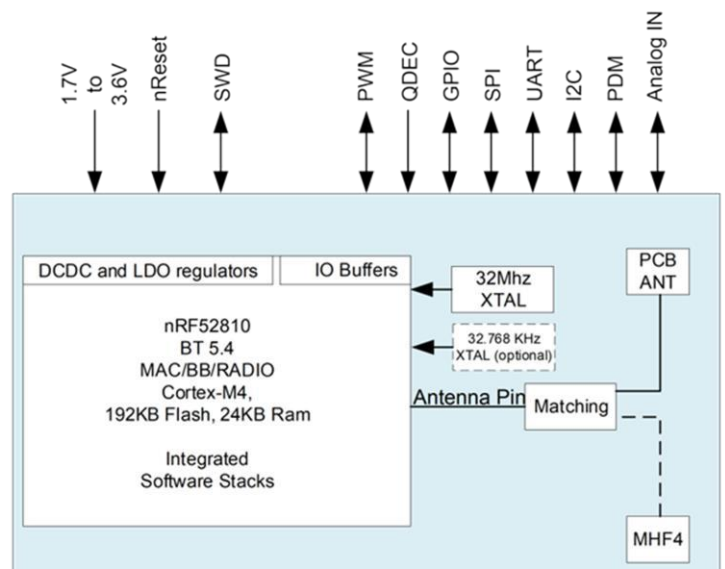 1.7V
to
3.6V
nReset
SWD
PWM
QDEC
GPIO
SPI
UART
I2C
PDM
Analog IN
DCDC and LDO regulators
IO Buffers
32Mhz
XTAL
PCB
ANT
nRF52810
BT 5.4
MAC/BB/RADIO
Cortex-M4,
192KB Flash, 24KB Ram
Integrated
Software Stacks
32.768 KHz
XTAL (optional)
Antenna Pin
Matching
MHF4